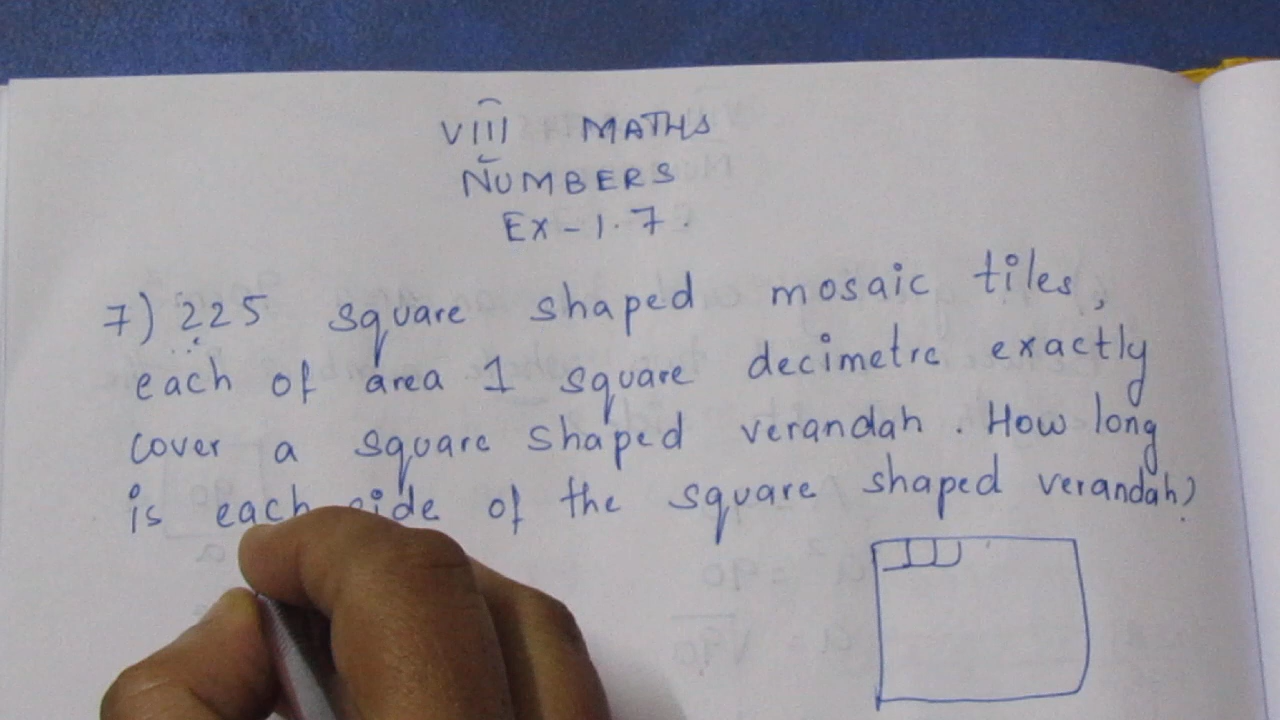 VIII MATHS
NUMBERS
Ex - 1.7.
7) 225 square shaped mosaic tiles,
each of area 1 square decimetre exactly
cover a square shaped verandah. How long
is each side of the square shaped verandah?